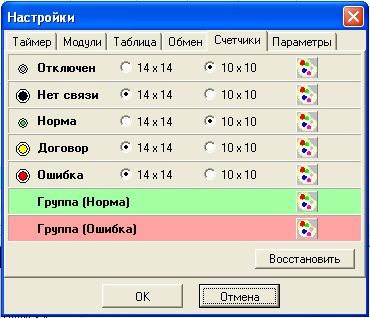 Настройки
Таймер Модули Таблица Обмен Счетчики Параметры
Отключен 14 x 14 10 x 10
Нет связи 14 x 14 10 x 10
Норма 14 x 14 10 x 10
Договор 14 x 14 10 x 10
Ошибка 14 x 14 10 x 10
Группа (Норма)
Группа (Ошибка)
Восстановить
OK Отмена